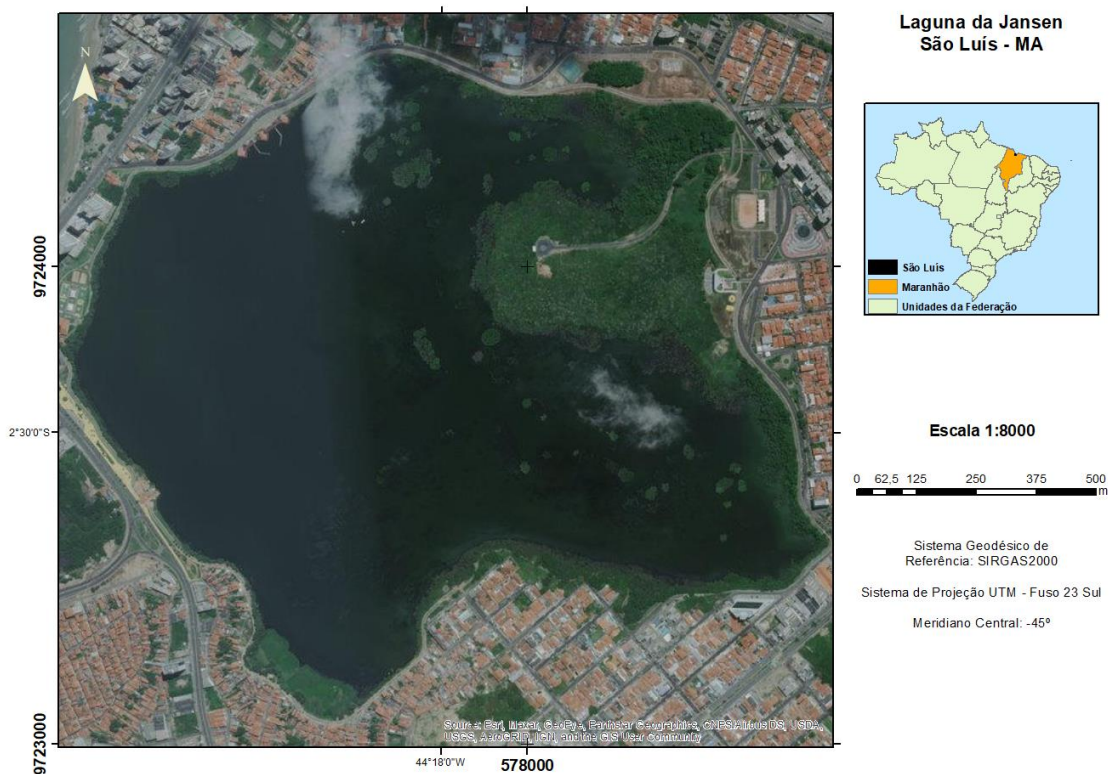 Laguna da Jansen
São Luís - MA
N
São Luís
Maranhão
Unidades da Federação
9724000
2°30'0"S
9723000
44°18'0"W
578000
Escala 1:8000
0 62,5 125 250 375 500
m
Sistema Geodésico de
Referência: SIRGAS2000
Sistema de Projeção UTM - Fuso 23 Sul
Meridiano Central: -45º
Source: Esri, Maxar, GeoEye, Earthstar Geographics, CNES/Airbus DS, USDA,
USGS, AeroGRID, IGN, and the GIS User Community